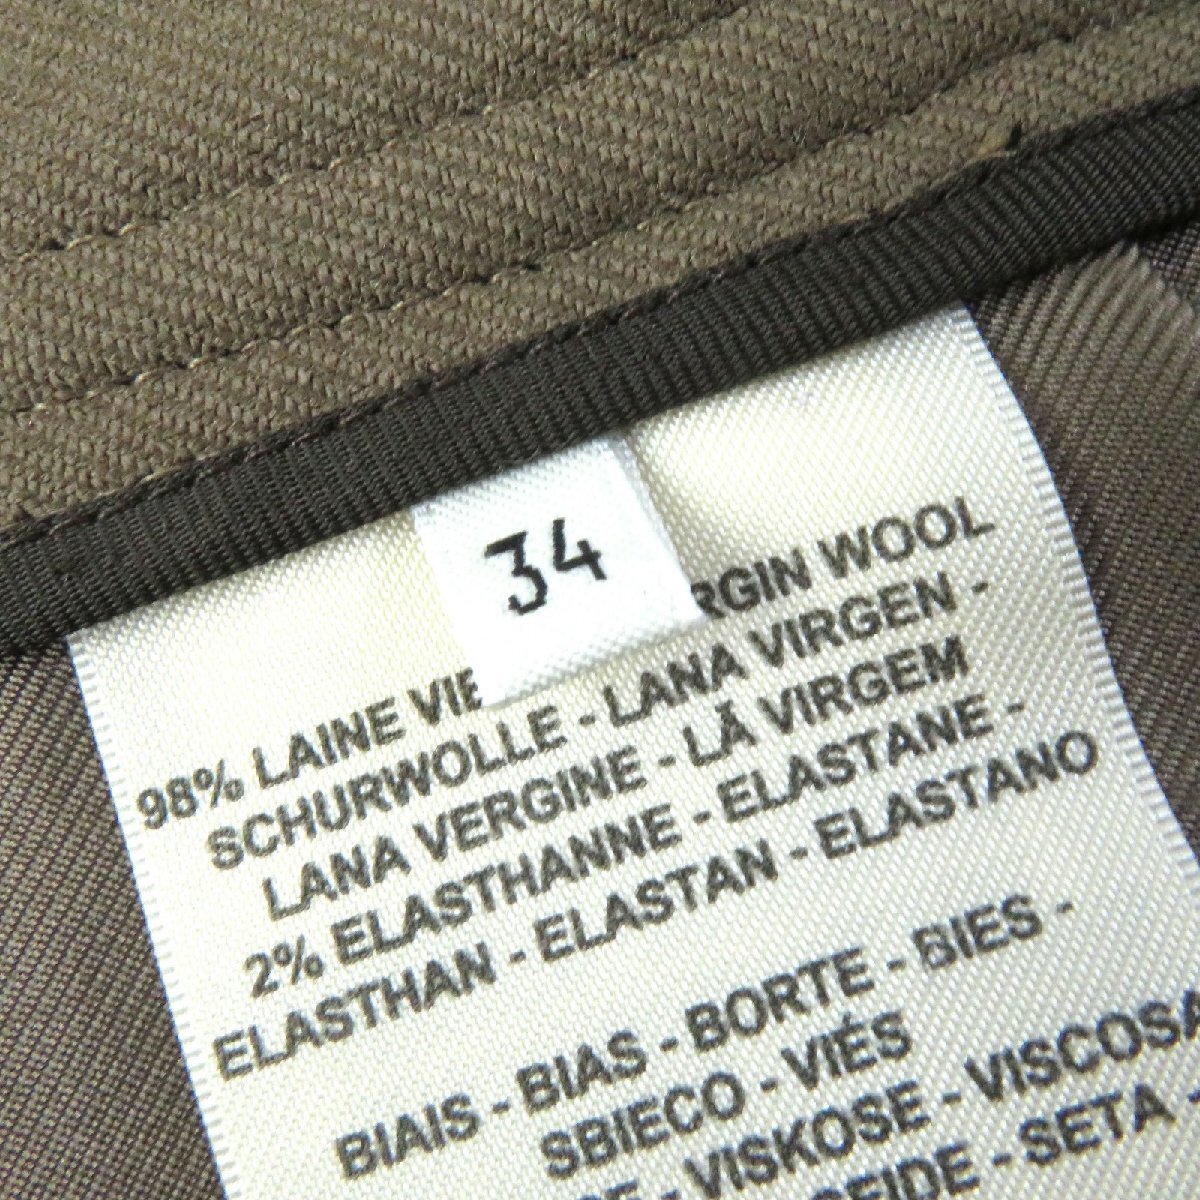 34
98% LAINE VIE RGIN WOOL
SCHURWOLLE - LANA VIRGEN -
LANA VERGINE - LÃ VIRGEM
2% ELASTHANNE - ELASTANE -
ELASTHAN - ELASTAN - ELASTANO
BIAIS - BIAS - BORTE - BIES -
SBIECO - VIÉS
- VISKOSE - VISCOSA
SEIDE - SETA -